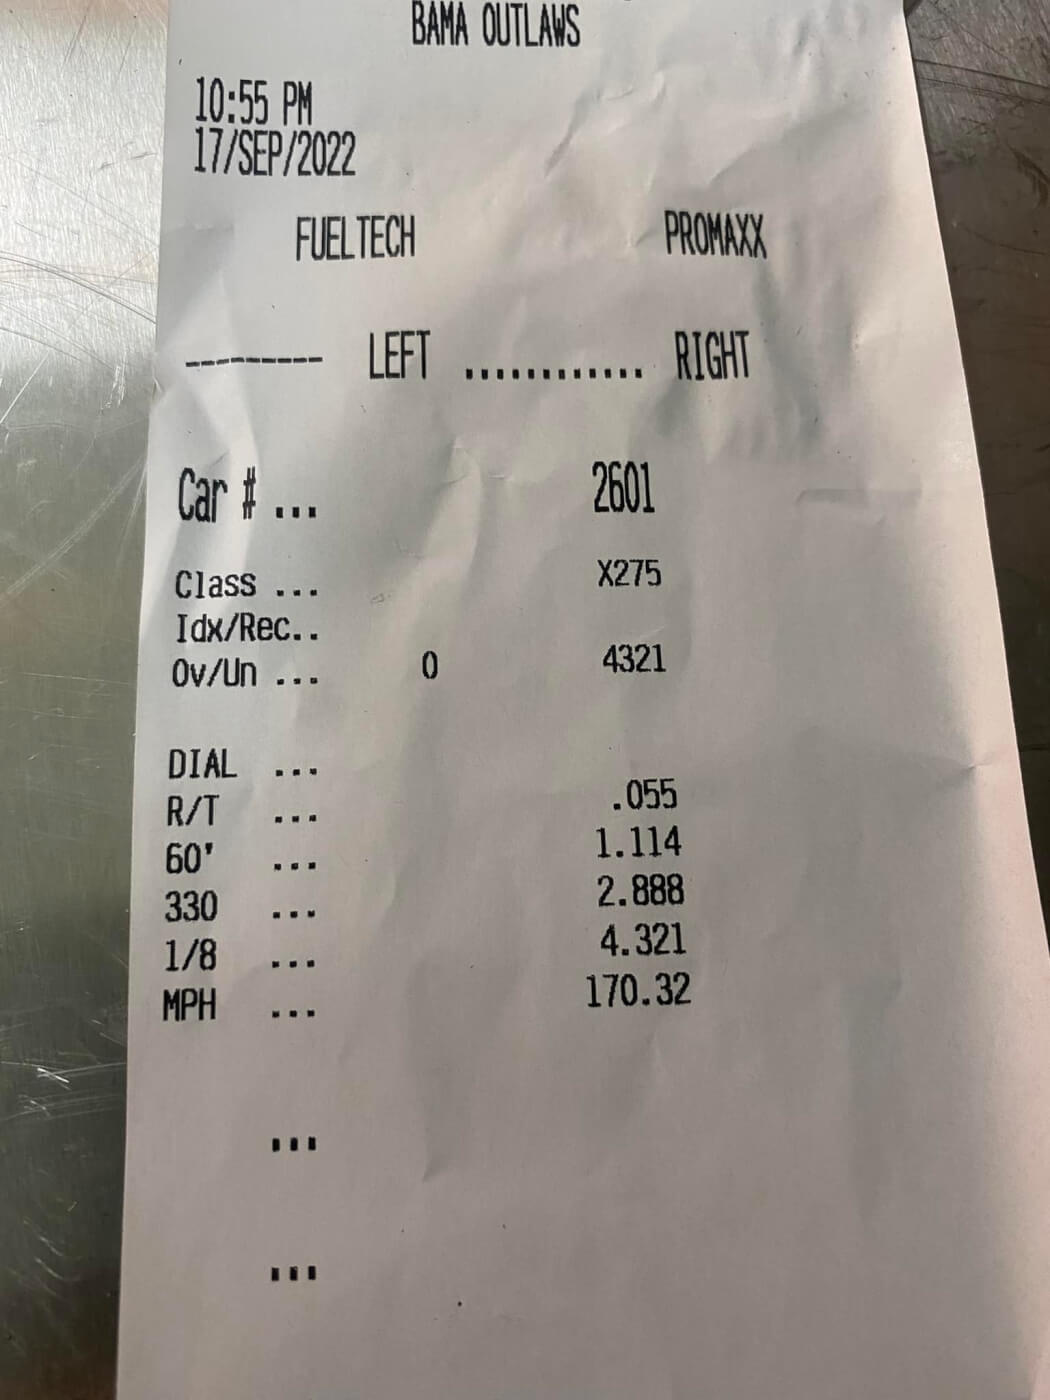 BAMA OUTLAWS
10:55 PM
17/SEP/2022
FUELTECH PROMAXX
--------- LEFT ............ RIGHT
Car # ... 2601
Class ... X275
Idx/Rec..
Ov/Un ... 0 4321
DIAL ...
R/T ... .055
60' ... 1.114
330 ... 2.888
1/8 ... 4.321
MPH ... 170.32
...
...